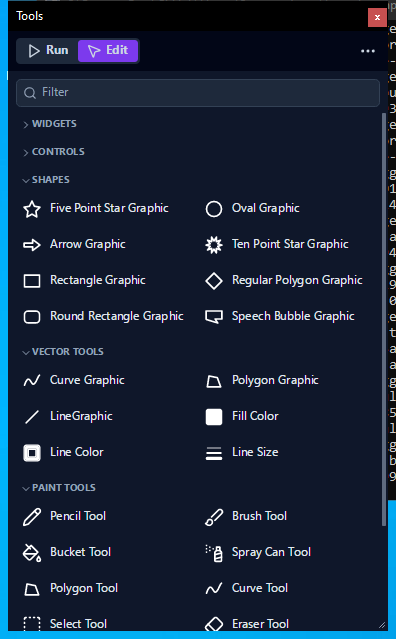 Tools
x
Run Edit
Filter
WIDGETS
CONTROLS
SHAPES
Five Point Star Graphic Oval Graphic
Arrow Graphic Ten Point Star Graphic
Rectangle Graphic Regular Polygon Graphic
Round Rectangle Graphic Speech Bubble Graphic
VECTOR TOOLS
Curve Graphic Polygon Graphic
LineGraphic Fill Color
Line Color Line Size
PAINT TOOLS
Pencil Tool Brush Tool
Bucket Tool Spray Can Tool
Polygon Tool Curve Tool
Select Tool Eraser Tool